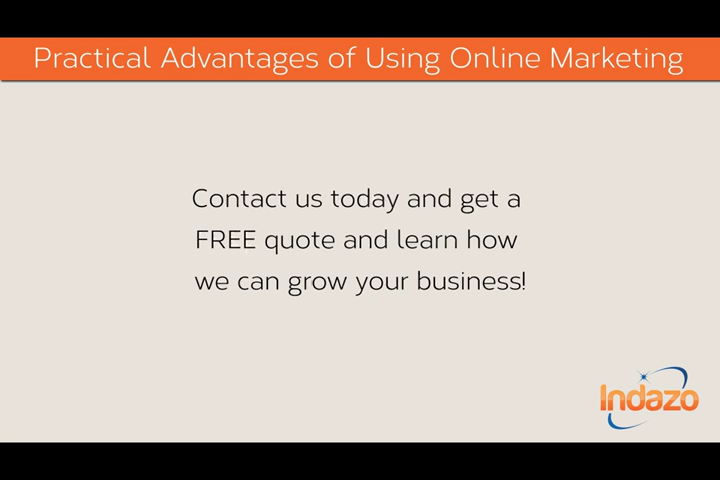 Practical Advantages of Using Online Marketing
Contact us today and get a
FREE quote and learn how
we can grow your business!
Indazo